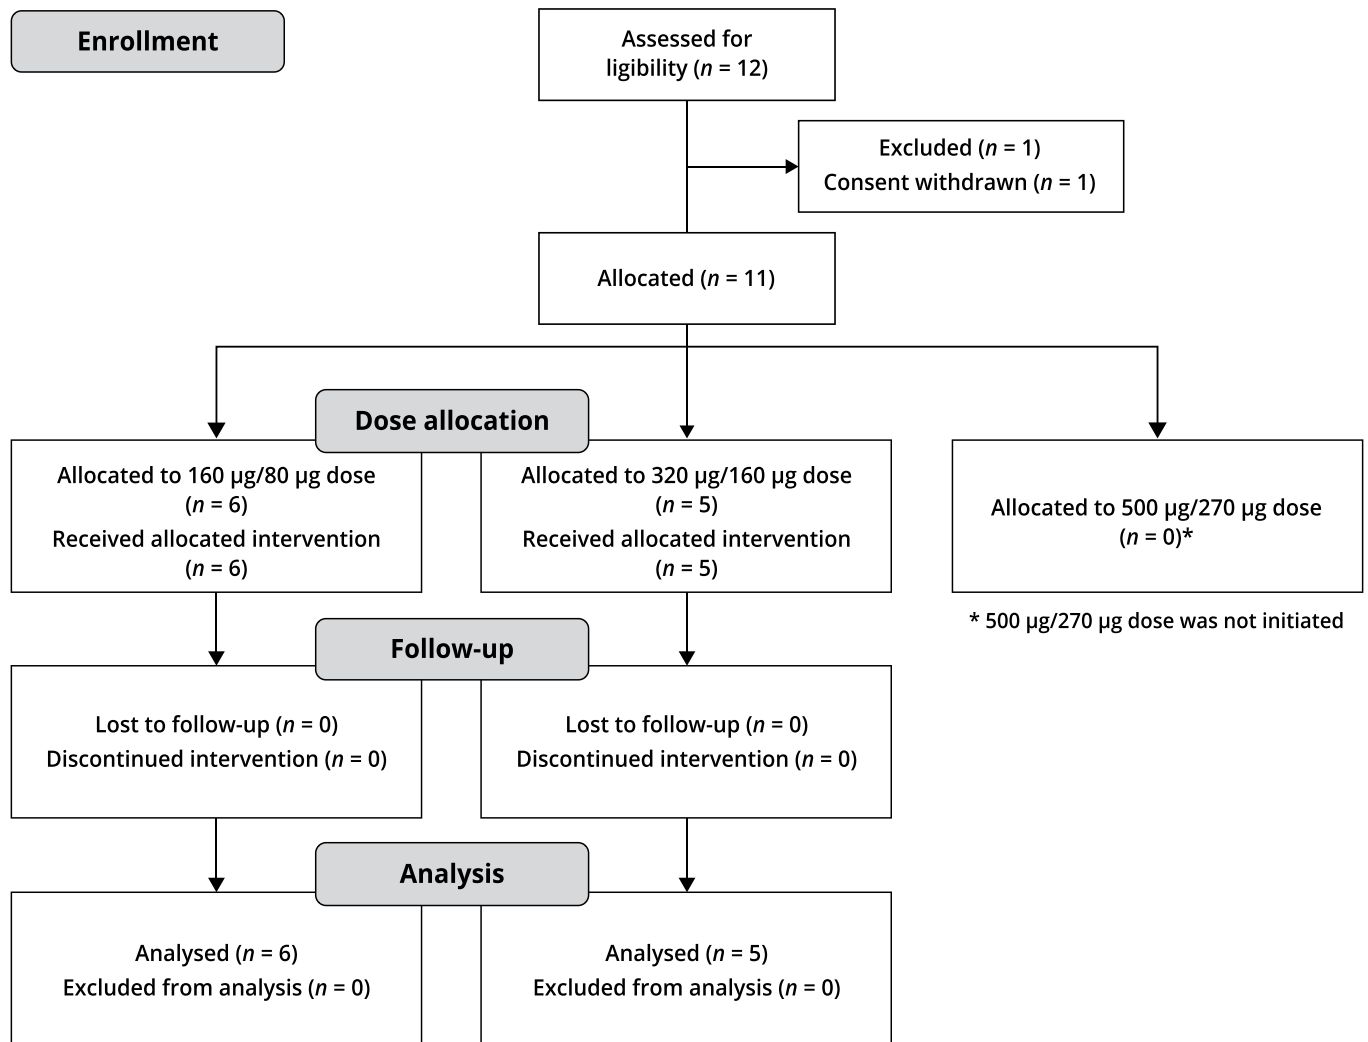 Enrollment
Assessed for
ligibility (n = 12)
Excluded (n = 1)
Consent withdrawn (n = 1)
Allocated (n = 11)
Dose allocation
Allocated to 160 µg/80 µg dose
(n = 6)
Received allocated intervention
(n = 6)
Allocated to 320 µg/160 µg dose
(n = 5)
Received allocated intervention
(n = 5)
Allocated to 500 µg/270 µg dose
(n = 0)*
* 500 µg/270 µg dose was not initiated
Follow-up
Lost to follow-up (n = 0)
Discontinued intervention (n = 0)
Lost to follow-up (n = 0)
Discontinued intervention (n = 0)
Analysis
Analysed (n = 6)
Excluded from analysis (n = 0)
Analysed (n = 5)
Excluded from analysis (n = 0)